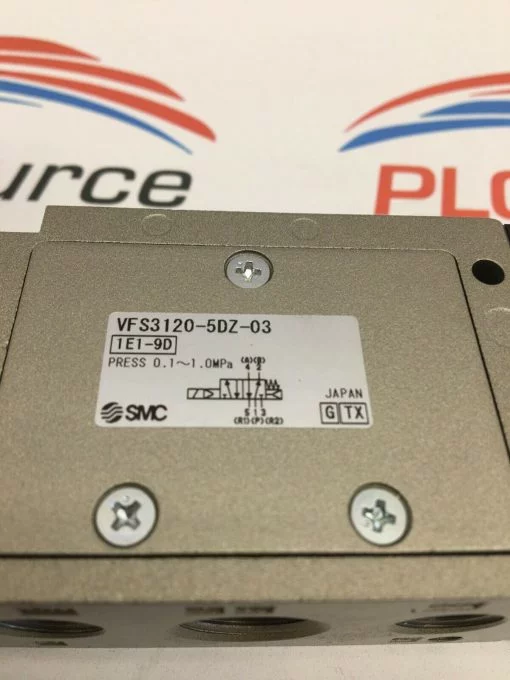 urce
PLC
VFS3120-5DZ-03
1E1-9D
PRESS 0.1~1.0MPa
(A)(B)
4 2
5 1 3
(R1)(P)(R2)
SMC
JAPAN
G TX